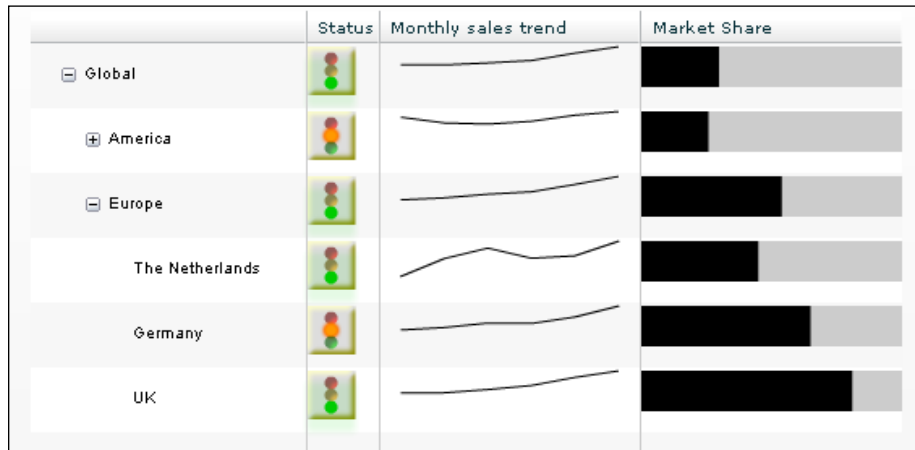 Status Monthly sales trend Market Share
Global
America
Europe
The Netherlands
Germany
UK